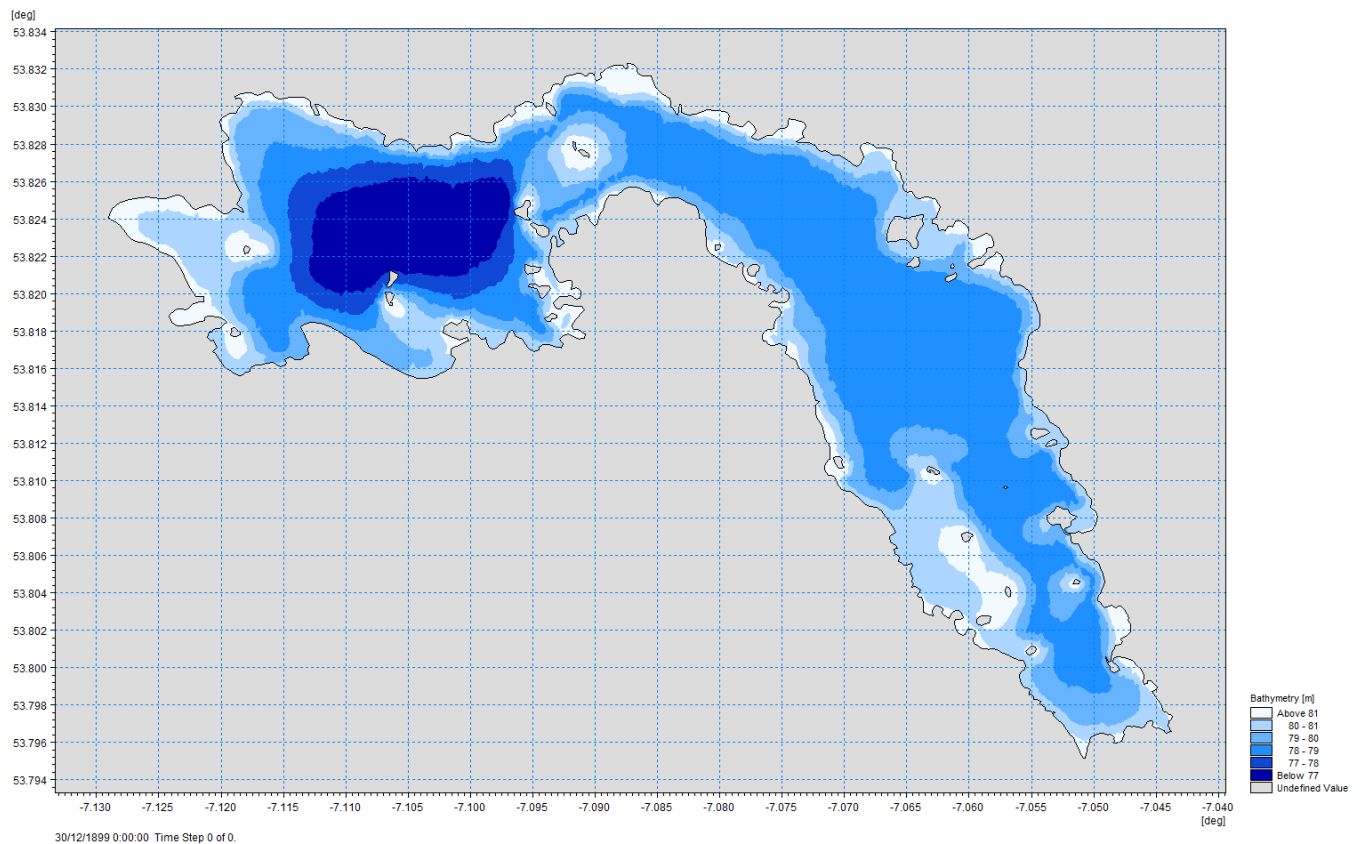 [deg]
53.834
53.832
53.830
53.828
53.826
53.824
53.822
53.820
53.818
53.816
53.814
53.812
53.810
53.808
53.806
53.804
53.802
53.800
53.798
53.796
53.794
-7.130 -7.125 -7.120 -7.115 -7.110 -7.105 -7.100 -7.095 -7.090 -7.085 -7.080 -7.075 -7.070 -7.065 -7.060 -7.055 -7.050 -7.045 -7.040
[deg]
Bathymetry [m]
Above 81
80 - 81
79 - 80
78 - 79
77 - 78
Below 77
Undefined Value
30/12/1899 0:00:00 Time Step 0 of 0.